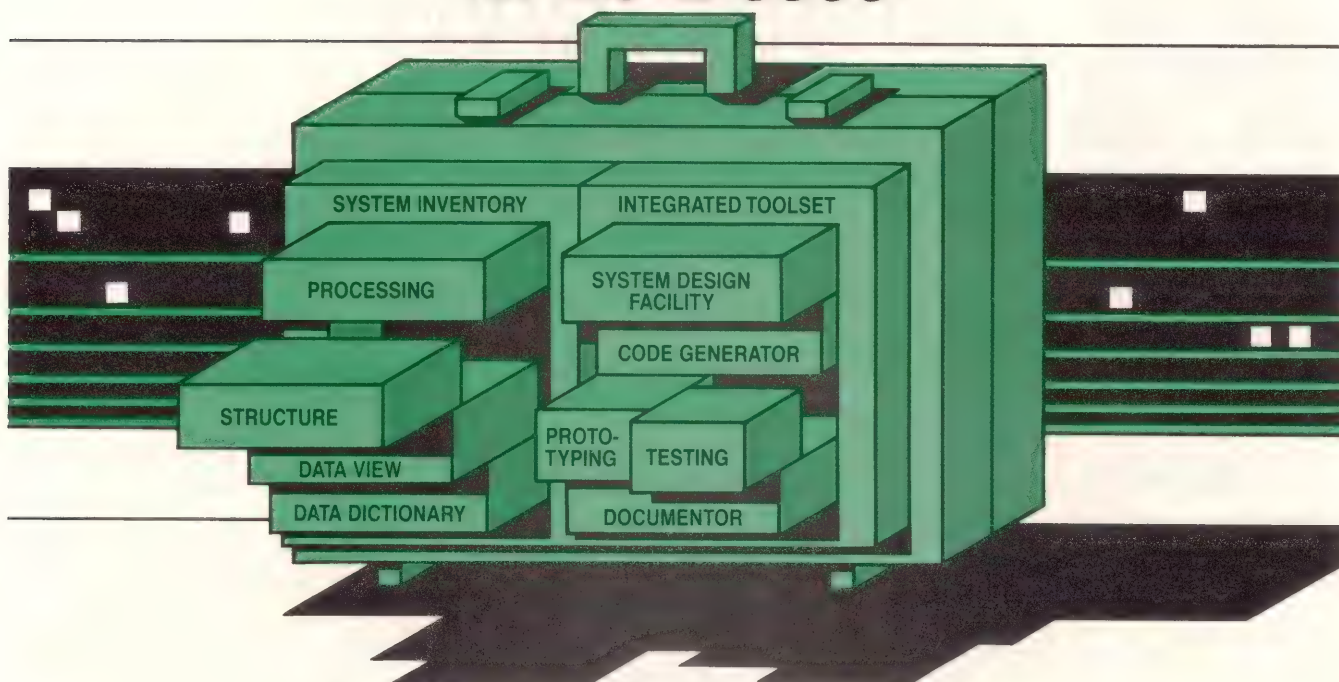 SYSTEM INVENTORY
INTEGRATED TOOLSET
PROCESSING
SYSTEM DESIGN
FACILITY
CODE GENERATOR
STRUCTURE
PROTO-
TYPING
TESTING
DATA VIEW
DATA DICTIONARY
DOCUMENTOR